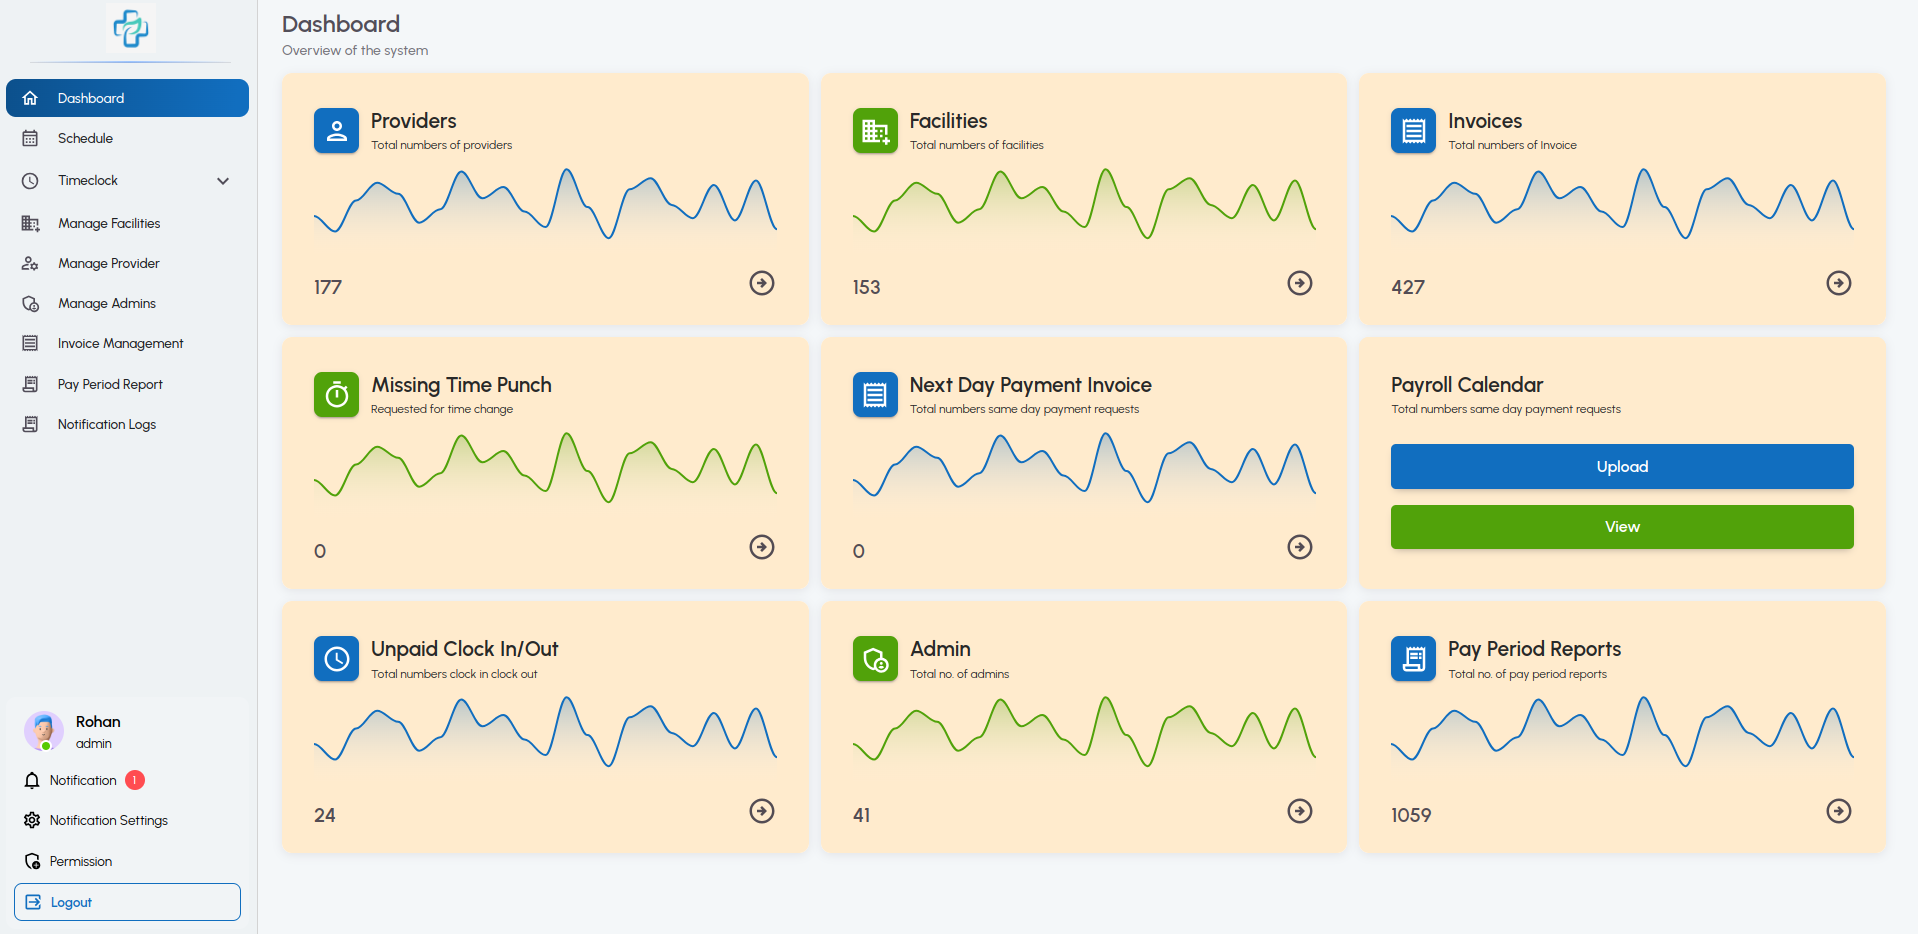 Dashboard
Schedule
Timeclock
Manage Facilities
Manage Provider
Manage Admins
Invoice Management
Pay Period Report
Notification Logs
Rohan
admin
Notification 1
Notification Settings
Permission
Logout
Dashboard
Overview of the system
Providers
Total numbers of providers
177
Facilities
Total numbers of facilities
153
Invoices
Total numbers of Invoice
427
Missing Time Punch
Requested for time change
0
Next Day Payment Invoice
Total numbers same day payment requests
0
Payroll Calendar
Total numbers same day payment requests
Upload
View
Unpaid Clock In/Out
Total numbers clock in clock out
24
Admin
Total no. of admins
41
Pay Period Reports
Total no. of pay period reports
1059